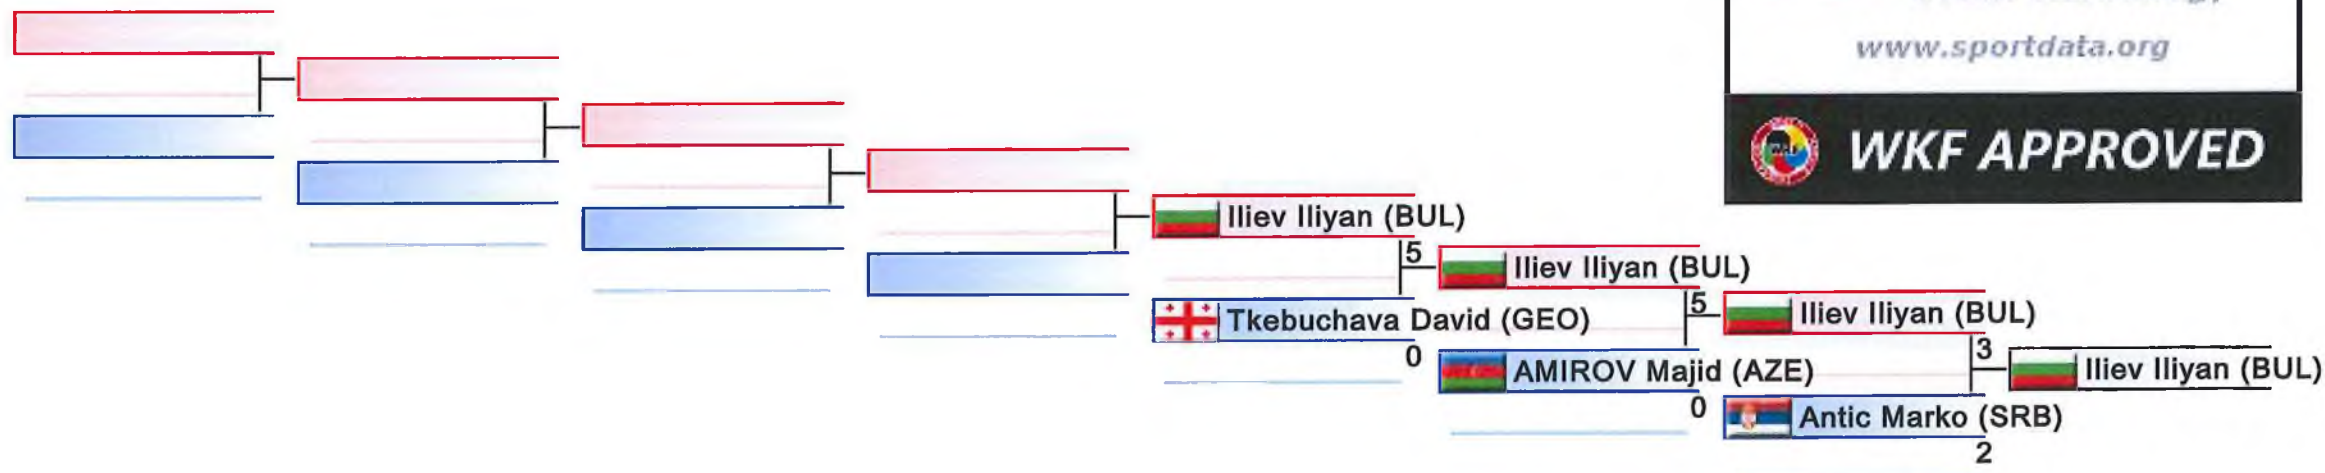 www.sportdata.org
WKF APPROVED
Iliev Iliyan (BUL)
5
Iliev Iliyan (BUL)
Tkebuchava David (GEO)
0
5
Iliev Iliyan (BUL)
AMIROV Majid (AZE)
0
3
Iliev Iliyan (BUL)
Antic Marko (SRB)
2